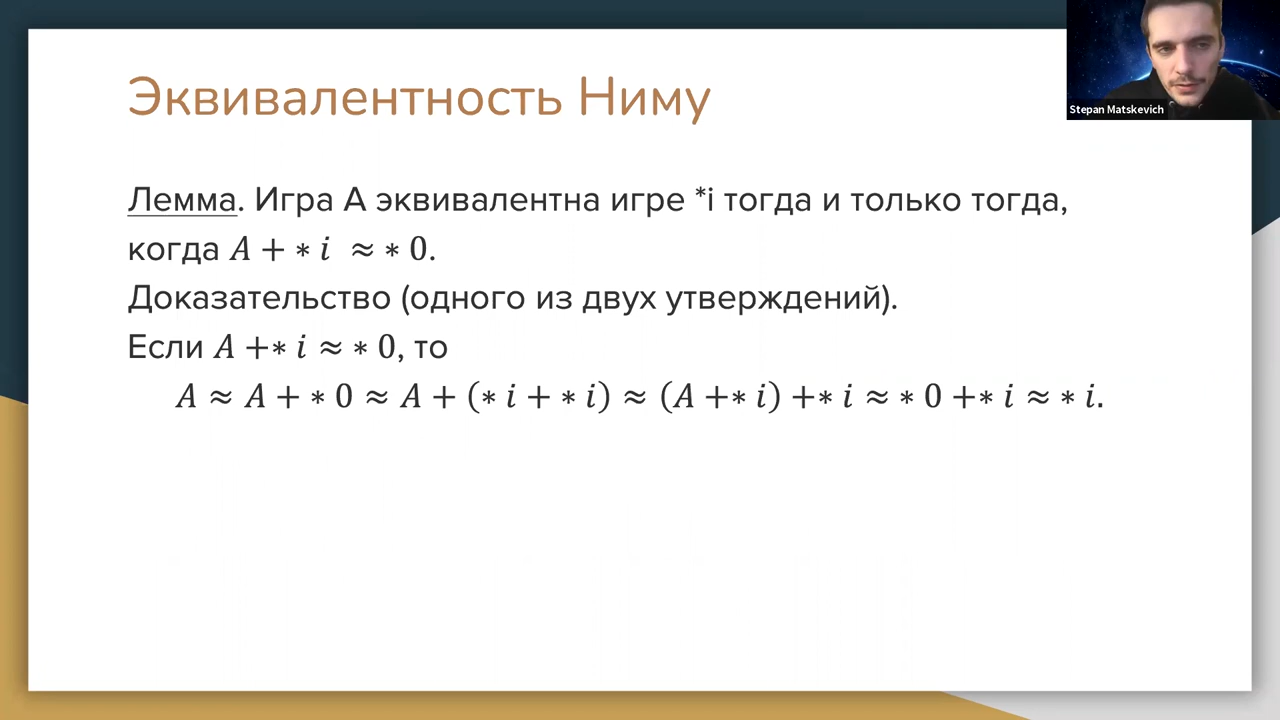 Эквивалентность Ниму
Stepan Matskevich
Лемма. Игра А эквивалентна игре *i тогда и только тогда,
когда A + * i ≈ * 0.
Доказательство (одного из двух утверждений).
Если A +* i ≈ * 0, то
A ≈ A + * 0 ≈ A + (* i + * i) ≈ (A +* i) +* i ≈ * 0 +* i ≈ * i.